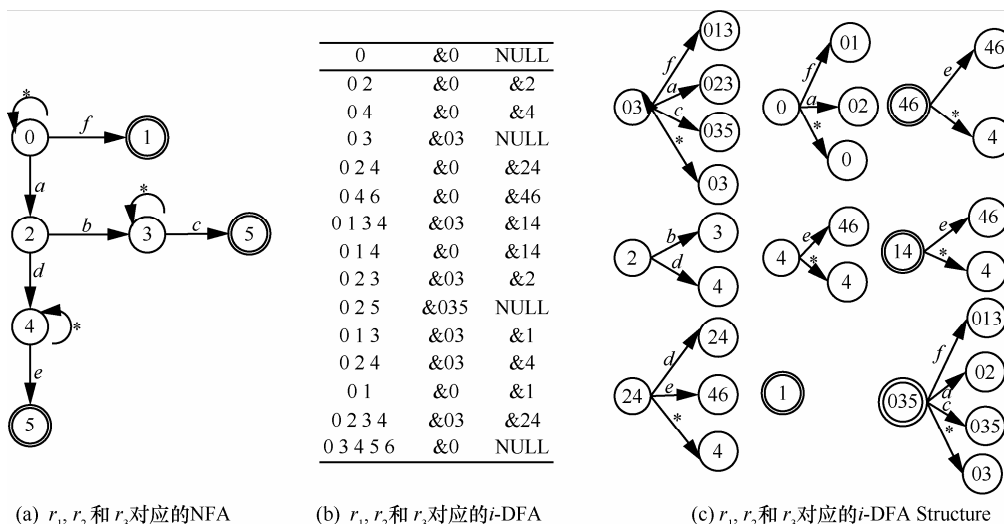 *
0
f
1
a
2
b
*
3
c
5
d
4
*
e
5
(a) r₁, r₂ 和 r₃对应的NFA
0 &0 NULL
0 2 &0 &2
0 4 &0 &4
0 3 &03 NULL
0 2 4 &0 &24
0 4 6 &0 &46
0 1 3 4 &03 &14
0 1 4 &0 &14
0 2 3 &03 &2
0 2 5 &035 NULL
0 1 3 &03 &1
0 2 4 &03 &4
0 1 &0 &1
0 2 3 4 &03 &24
0 3 4 5 6 &0 NULL
(b) r₁, r₂和 r₃对应的i-DFA
03
f
013
a
023
c
035
*
03
0
f
01
a
02
*
0
46
e
46
*
4
2
b
3
d
4
4
e
46
*
4
14
e
46
*
4
24
d
24
e
46
*
4
1
035
f
013
a
02
c
035
*
03
(c) r₁, r₂ 和 r₃对应的i-DFA Structure